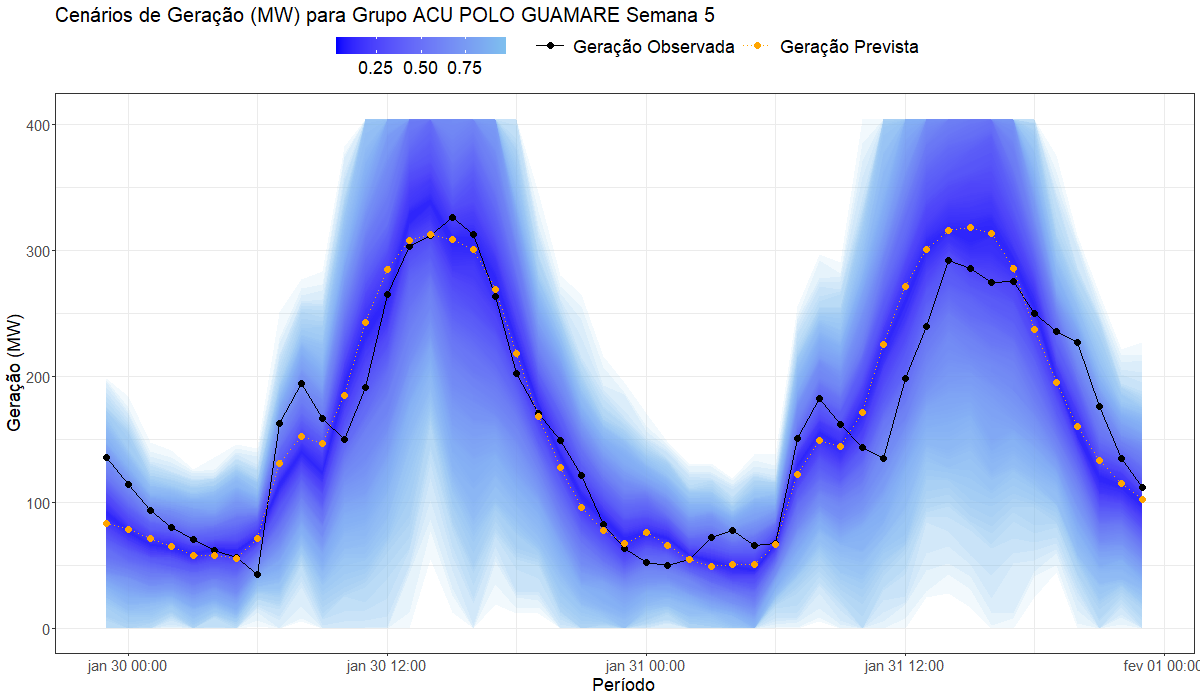 Cenários de Geração (MW) para Grupo ACU POLO GUAMARE Semana 5
0.25 0.50 0.75
Geração Observada
Geração Prevista
Geração (MW)
400
300
200
100
0
jan 30 00:00
jan 30 12:00
jan 31 00:00
jan 31 12:00
fev 01 00:00
Período